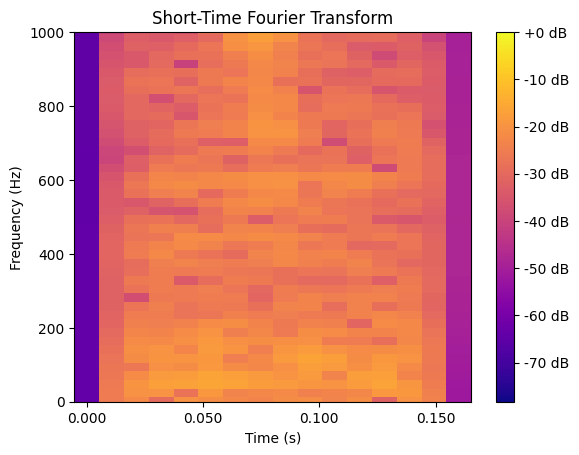 Short-Time Fourier Transform
Frequency (Hz)
1000
800
600
400
200
0
0.000
0.050
0.100
0.150
Time (s)
+0 dB
-10 dB
-20 dB
-30 dB
-40 dB
-50 dB
-60 dB
-70 dB